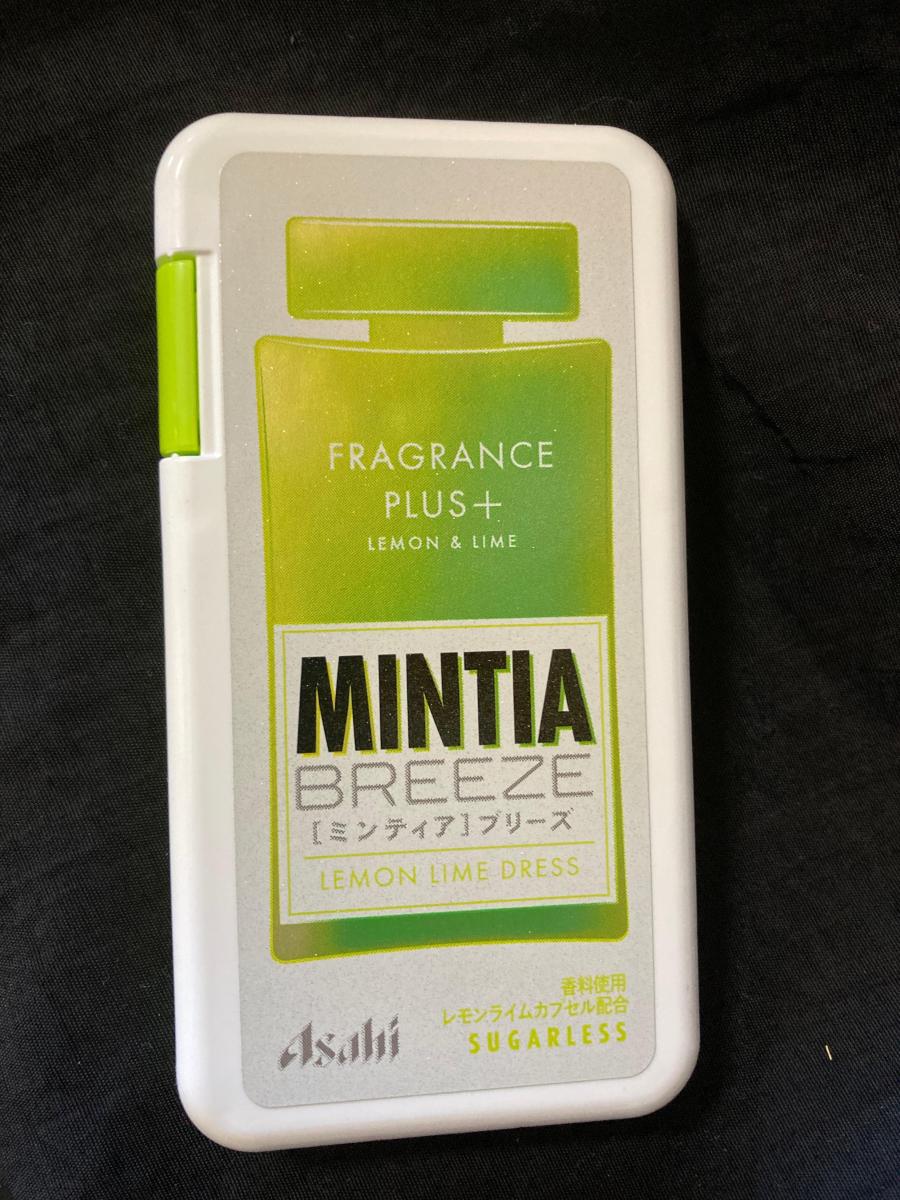 FRAGRANCE
PLUS+
LEMON & LIME
MINTIA
BREEZE
[ミンティア]ブリーズ
LEMON LIME DRESS
香料使用
レモンライムカプセル配合
SUGARLESS
Asahi